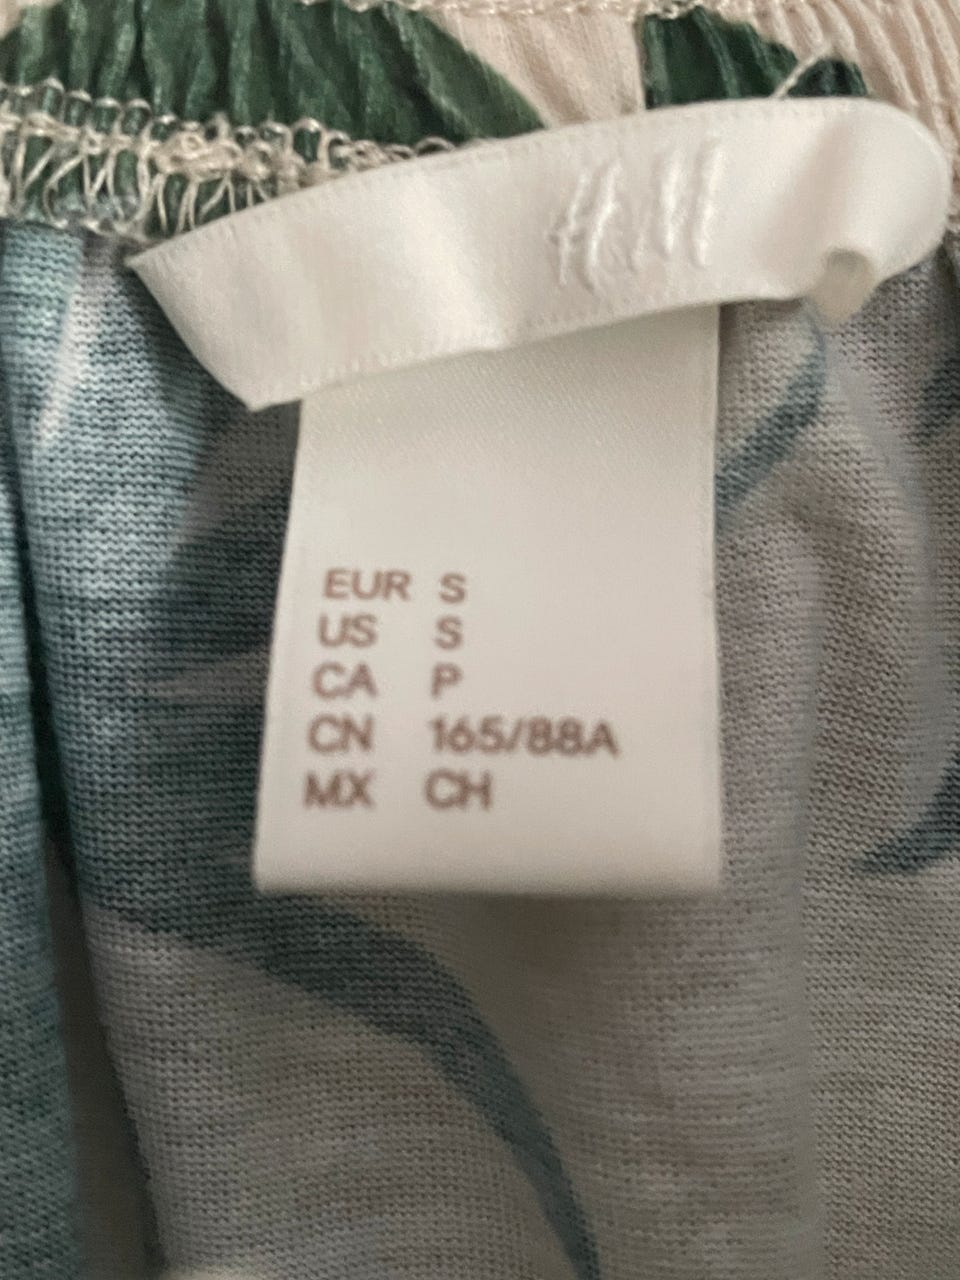 H&M
EUR S
US S
CA P
CN 165/88A
MX CH